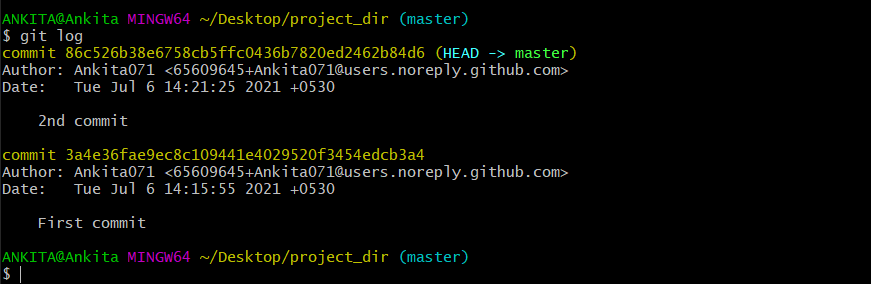 ANKITA@Ankita MINGW64 ~/Desktop/project_dir (master)
$ git log
commit 86c526b38e6758cb5ffc0436b7820ed2462b84d6 (HEAD -> master)
Author: Ankita071 <65609645+Ankita071@users.noreply.github.com>
Date:   Tue Jul 6 14:21:25 2021 +0530
    2nd commit
commit 3a4e36fae9ec8c109441e4029520f3454edcb3a4
Author: Ankita071 <65609645+Ankita071@users.noreply.github.com>
Date:   Tue Jul 6 14:15:55 2021 +0530
    First commit
ANKITA@Ankita MINGW64 ~/Desktop/project_dir (master)
$